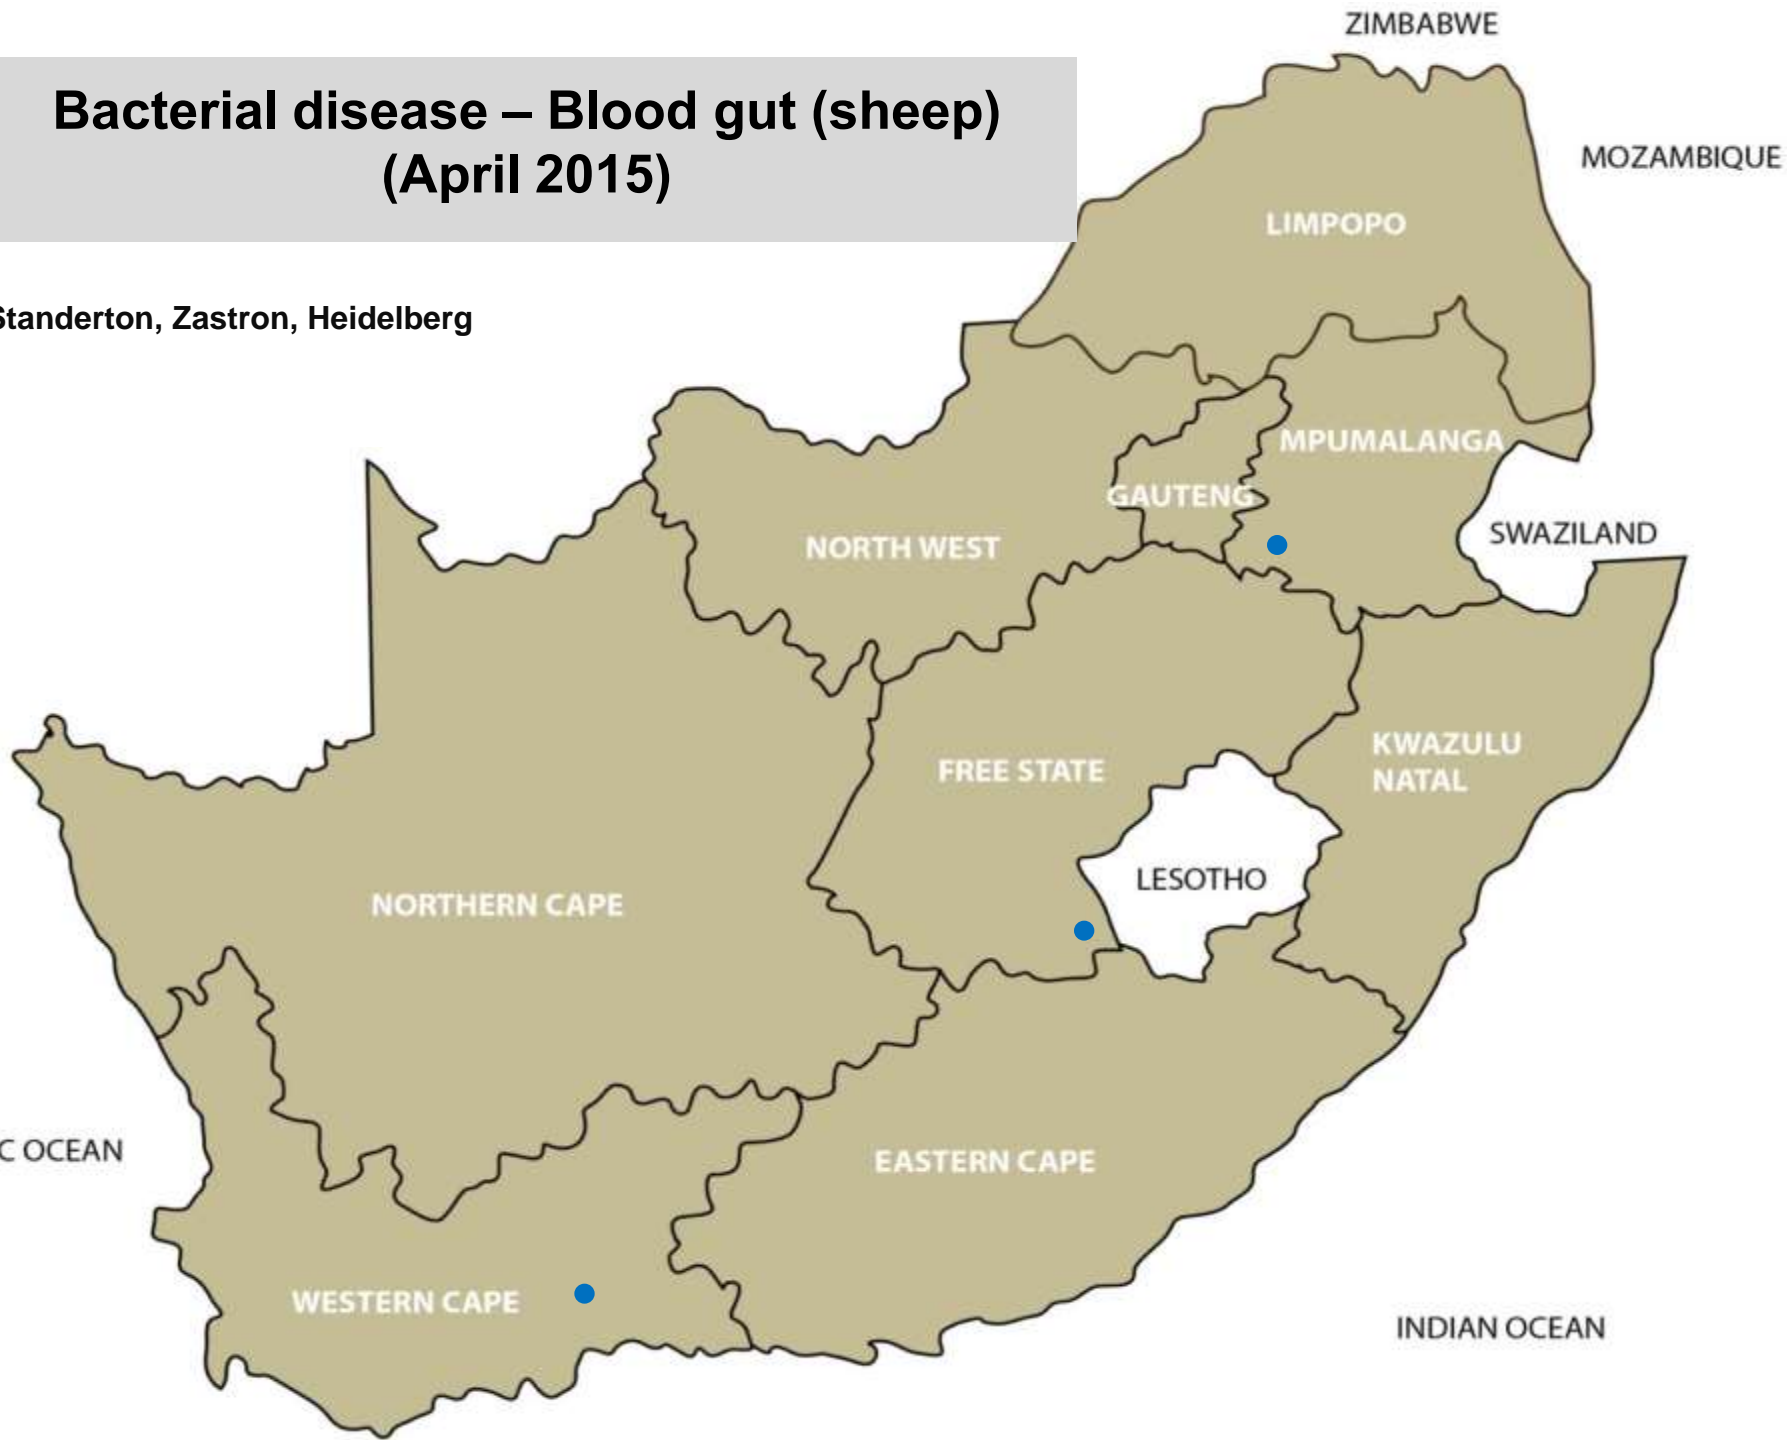 ZIMBABWE
Bacterial disease – Blood gut (sheep)
(April 2015)
MOZAMBIQUE
LIMPOPO
Standerton, Zastron, Heidelberg
MPUMALANGA
GAUTENG
SWAZILAND
NORTH WEST
KWAZULU
NATAL
FREE STATE
LESOTHO
NORTHERN CAPE
C OCEAN
EASTERN CAPE
WESTERN CAPE
INDIAN OCEAN